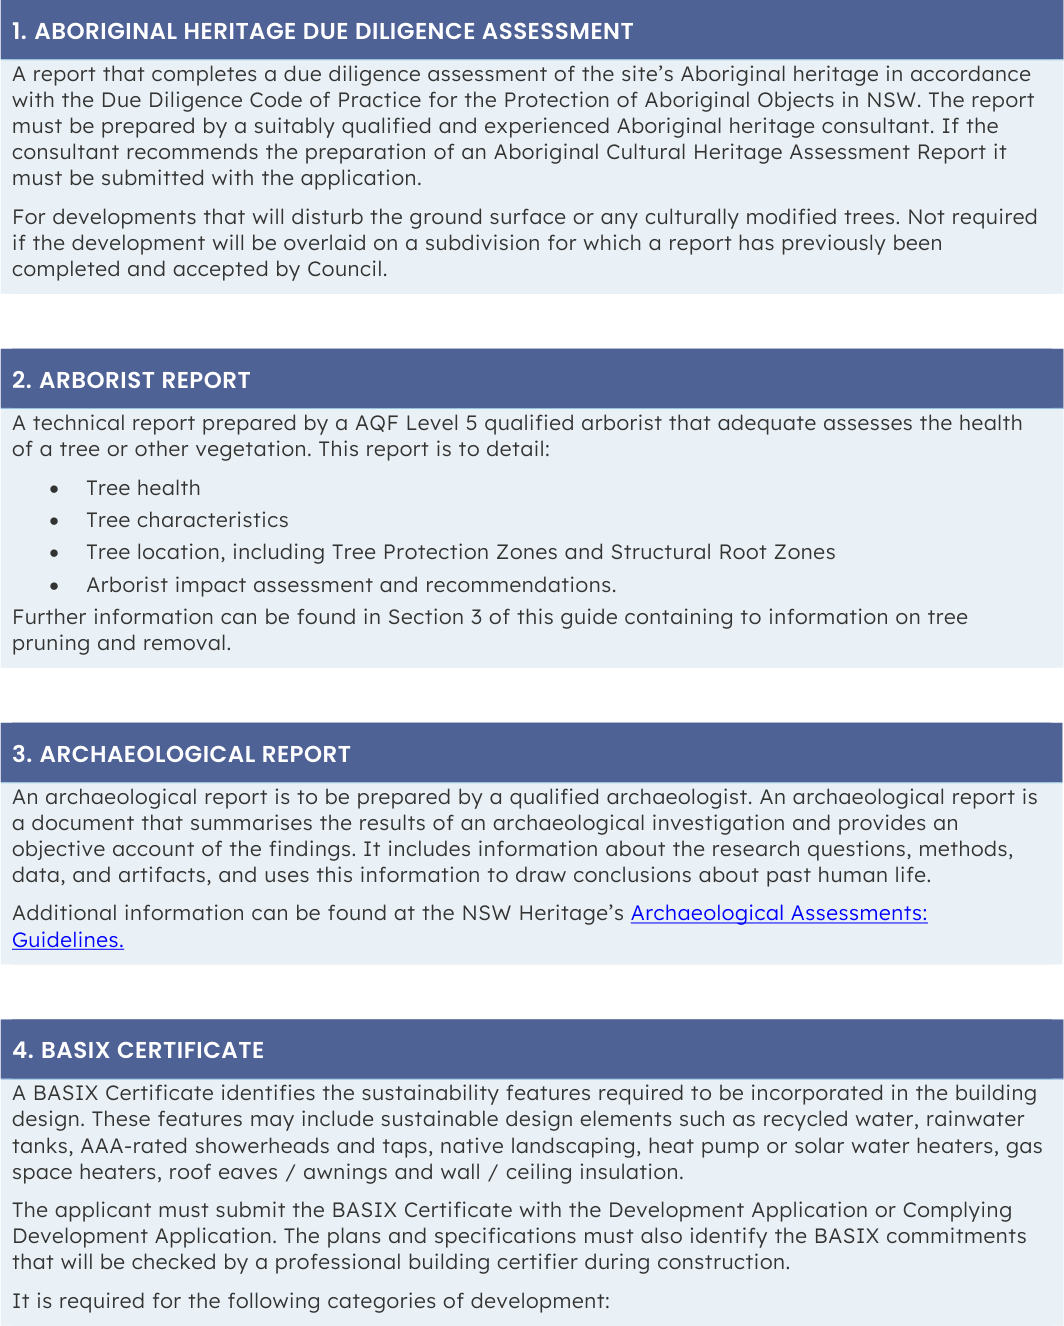 1. ABORIGINAL HERITAGE DUE DILIGENCE ASSESSMENT
A report that completes a due diligence assessment of the site’s Aboriginal heritage in accordance
with the Due Diligence Code of Practice for the Protection of Aboriginal Objects in NSW. The report
must be prepared by a suitably qualified and experienced Aboriginal heritage consultant. If the
consultant recommends the preparation of an Aboriginal Cultural Heritage Assessment Report it
must be submitted with the application.
For developments that will disturb the ground surface or any culturally modified trees. Not required
if the development will be overlaid on a subdivision for which a report has previously been
completed and accepted by Council.
2. ARBORIST REPORT
A technical report prepared by a AQF Level 5 qualified arborist that adequate assesses the health
of a tree or other vegetation. This report is to detail:
• Tree health
• Tree characteristics
• Tree location, including Tree Protection Zones and Structural Root Zones
• Arborist impact assessment and recommendations.
Further information can be found in Section 3 of this guide containing to information on tree
pruning and removal.
3. ARCHAEOLOGICAL REPORT
An archaeological report is to be prepared by a qualified archaeologist. An archaeological report is
a document that summarises the results of an archaeological investigation and provides an
objective account of the findings. It includes information about the research questions, methods,
data, and artifacts, and uses this information to draw conclusions about past human life.
Additional information can be found at the NSW Heritage’s Archaeological Assessments:
Guidelines.
4. BASIX CERTIFICATE
A BASIX Certificate identifies the sustainability features required to be incorporated in the building
design. These features may include sustainable design elements such as recycled water, rainwater
tanks, AAA-rated showerheads and taps, native landscaping, heat pump or solar water heaters, gas
space heaters, roof eaves / awnings and wall / ceiling insulation.
The applicant must submit the BASIX Certificate with the Development Application or Complying
Development Application. The plans and specifications must also identify the BASIX commitments
that will be checked by a professional building certifier during construction.
It is required for the following categories of development: